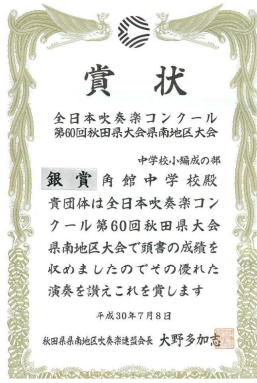 賞状
全日本吹奏楽コンクール
第60回秋田県大会県南地区大会
中学校小編成の部
銀賞 角館中学校殿
貴団体は全日本吹奏楽コン
クール第60回秋田県大会
県南地区大会で頭書の成績を
収めましたのでその優れた
演奏を讃えこれを賞します
平成30年7月8日
秋田県県南地区吹奏楽連盟会長 大野多加志